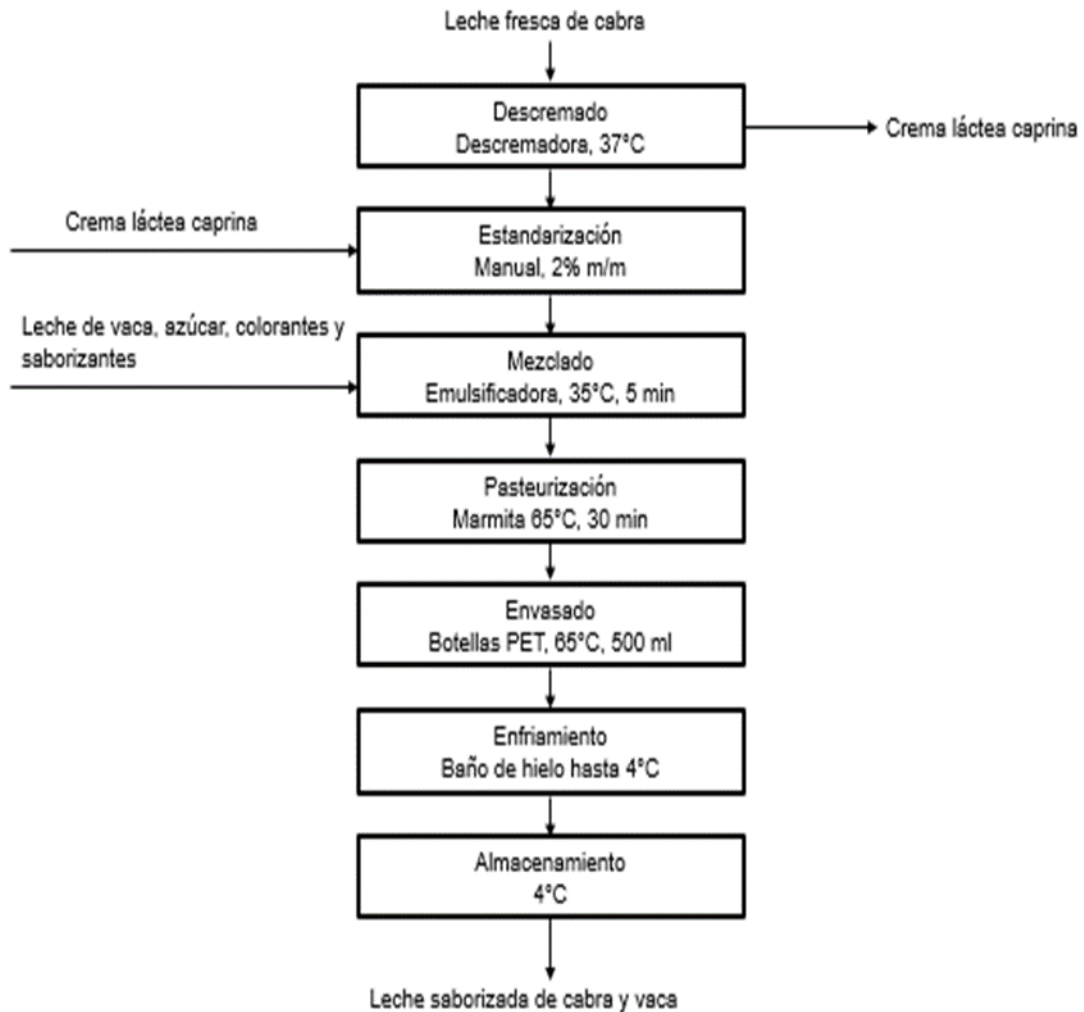 Leche fresca de cabra
Descremado
Descremadora, 37°C
Crema láctea caprina
Crema láctea caprina
Estandarización
Manual, 2% m/m
Leche de vaca, azúcar, colorantes y
saborizantes
Mezclado
Emulsificadora, 35°C, 5 min
Pasteurización
Marmita 65°C, 30 min
Envasado
Botellas PET, 65°C, 500 ml
Enfriamiento
Baño de hielo hasta 4°C
Almacenamiento
4°C
Leche saborizada de cabra y vaca